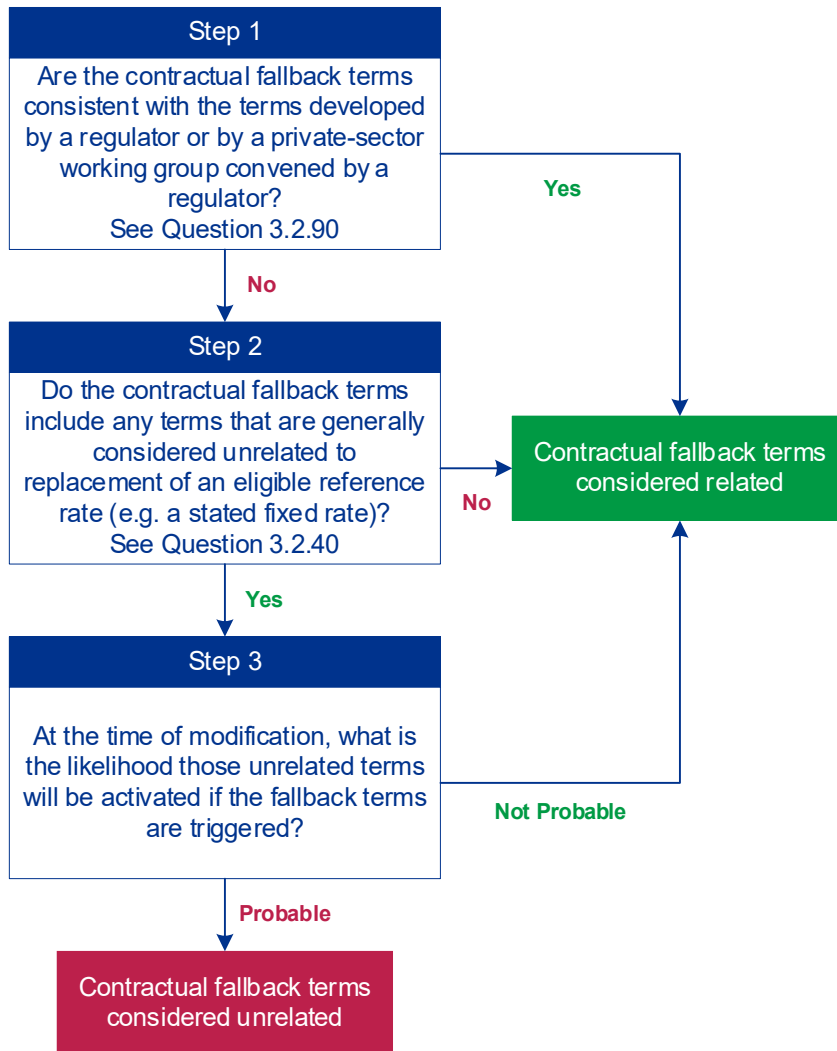 Step 1
Are the contractual fallback terms
consistent with the terms developed
by a regulator or by a private-sector
working group convened by a
regulator?
See Question 3.2.90
Yes
No
Step 2
Do the contractual fallback terms
include any terms that are generally
considered unrelated to
replacement of an eligible reference
rate (e.g. a stated fixed rate)?
See Question 3.2.40
No
Contractual fallback terms
considered related
Yes
Step 3
At the time of modification, what is
the likelihood those unrelated terms
will be activated if the fallback terms
are triggered?
Not Probable
Probable
Contractual fallback terms
considered unrelated